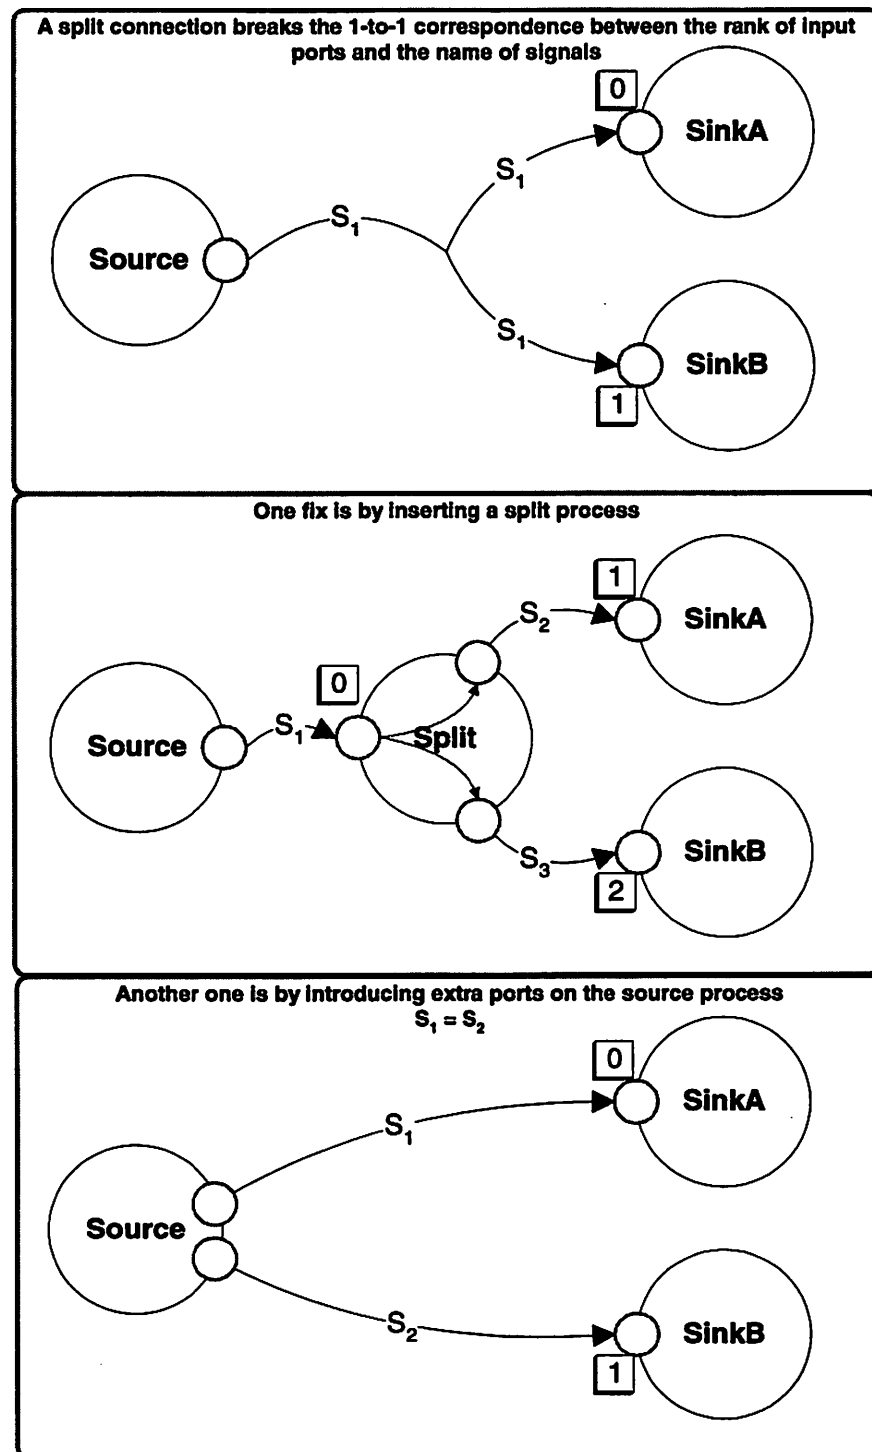 A split connection breaks the 1-to-1 correspondence between the rank of input
ports and the name of signals
0
SinkA
S1
S1
Source
S1
SinkB
1
One fix is by inserting a split process
1
S2
SinkA
0
Source
S1
Split
S3
SinkB
2
Another one is by introducing extra ports on the source process
S1 = S2
0
SinkA
S1
Source
S2
SinkB
1